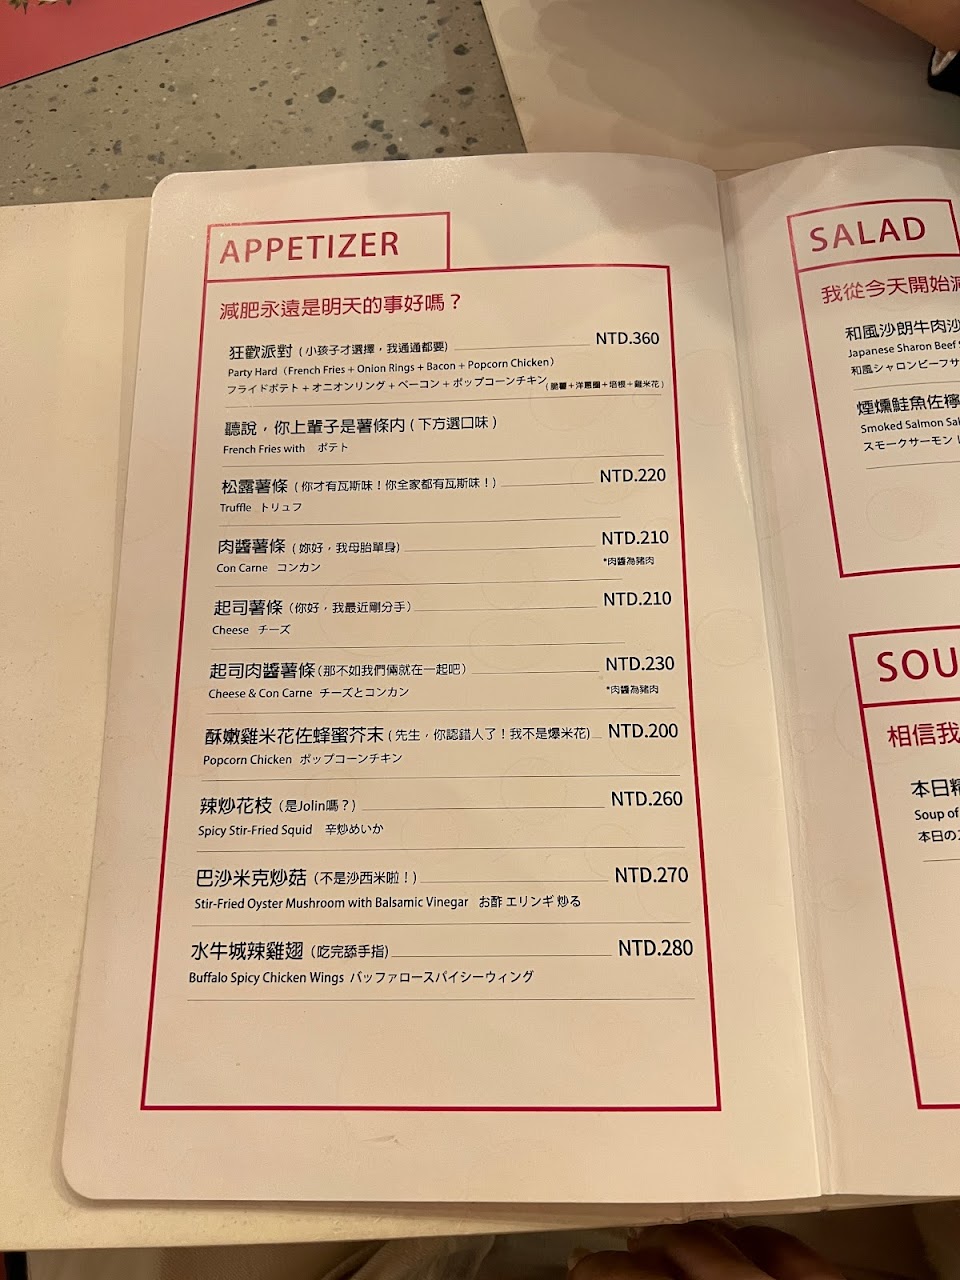 APPETIZER
減肥永遠是明天的事好嗎？
狂歡派對 (小孩子才選擇，我通通都要) NTD.360
Party Hard（French Fries + Onion Rings + Bacon + Popcorn Chicken）
フライドポテト + オニオンリング + ベーコン + ポップコーンチキン
( 脆薯 + 洋蔥圈 + 培根 + 雞米花 )
聽說，你上輩子是薯條內 ( 下方選口味 )
French Fries with ポテト
松露薯條 ( 你才有瓦斯味！你全家都有瓦斯味！) NTD.220
Truffle トリュフ
肉醬薯條 ( 妳好，我母胎單身) NTD.210
Con Carne コンカン *肉醬為豬肉
起司薯條 (你好，我最近剛分手) NTD.210
Cheese チーズ
起司肉醬薯條 (那不如我們倆就在一起吧) NTD.230
Cheese & Con Carne チーズとコンカン *肉醬為豬肉
酥嫩雞米花佐蜂蜜芥末 ( 先生，你認錯人了！我不是爆米花) NTD.200
Popcorn Chicken ポップコーンチキン
辣炒花枝 (是Jolin嗎？) NTD.260
Spicy Stir-Fried Squid 辛炒めいか
巴沙米克炒菇 (不是沙西米啦！) NTD.270
Stir-Fried Oyster Mushroom with Balsamic Vinegar お酢 エリンギ 炒る
水牛城辣雞翅 (吃完舔手指) NTD.280
Buffalo Spicy Chicken Wings バッファロースパイシーウィング
SALAD
我從今天開始減
和風沙朗牛肉沙
Japanese Sharon Beef
和風シャロンビーフサ
煙燻鮭魚佐檸
Smoked Salmon
スモークサーモン
SOU
相信我
本日精
Soup of
本日の